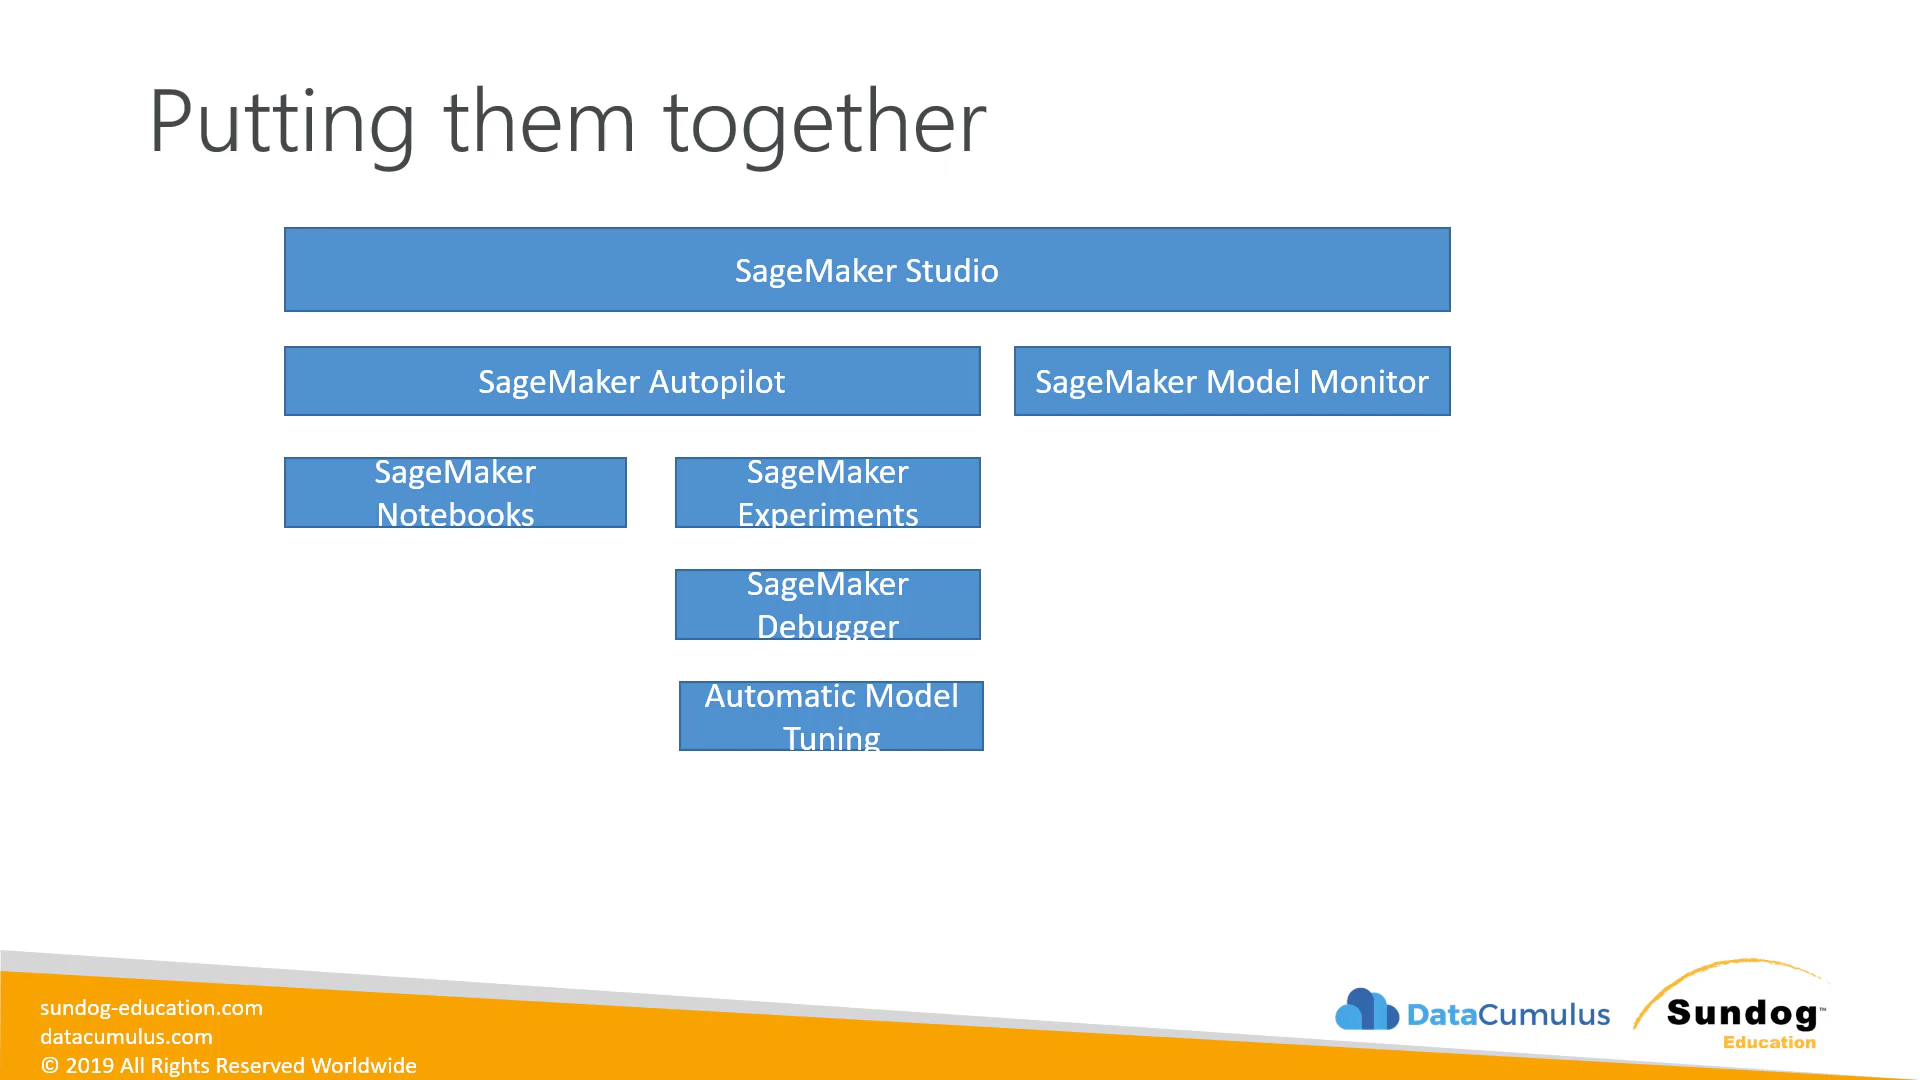 Putting them together
SageMaker Studio
SageMaker Autopilot
SageMaker Model Monitor
SageMaker
Notebooks
SageMaker
Experiments
SageMaker
Debugger
Automatic Model
Tuning
sundog-education.com
datacumulus.com
© 2019 All Rights Reserved Worldwide
DataCumulus
Sundog™
Education